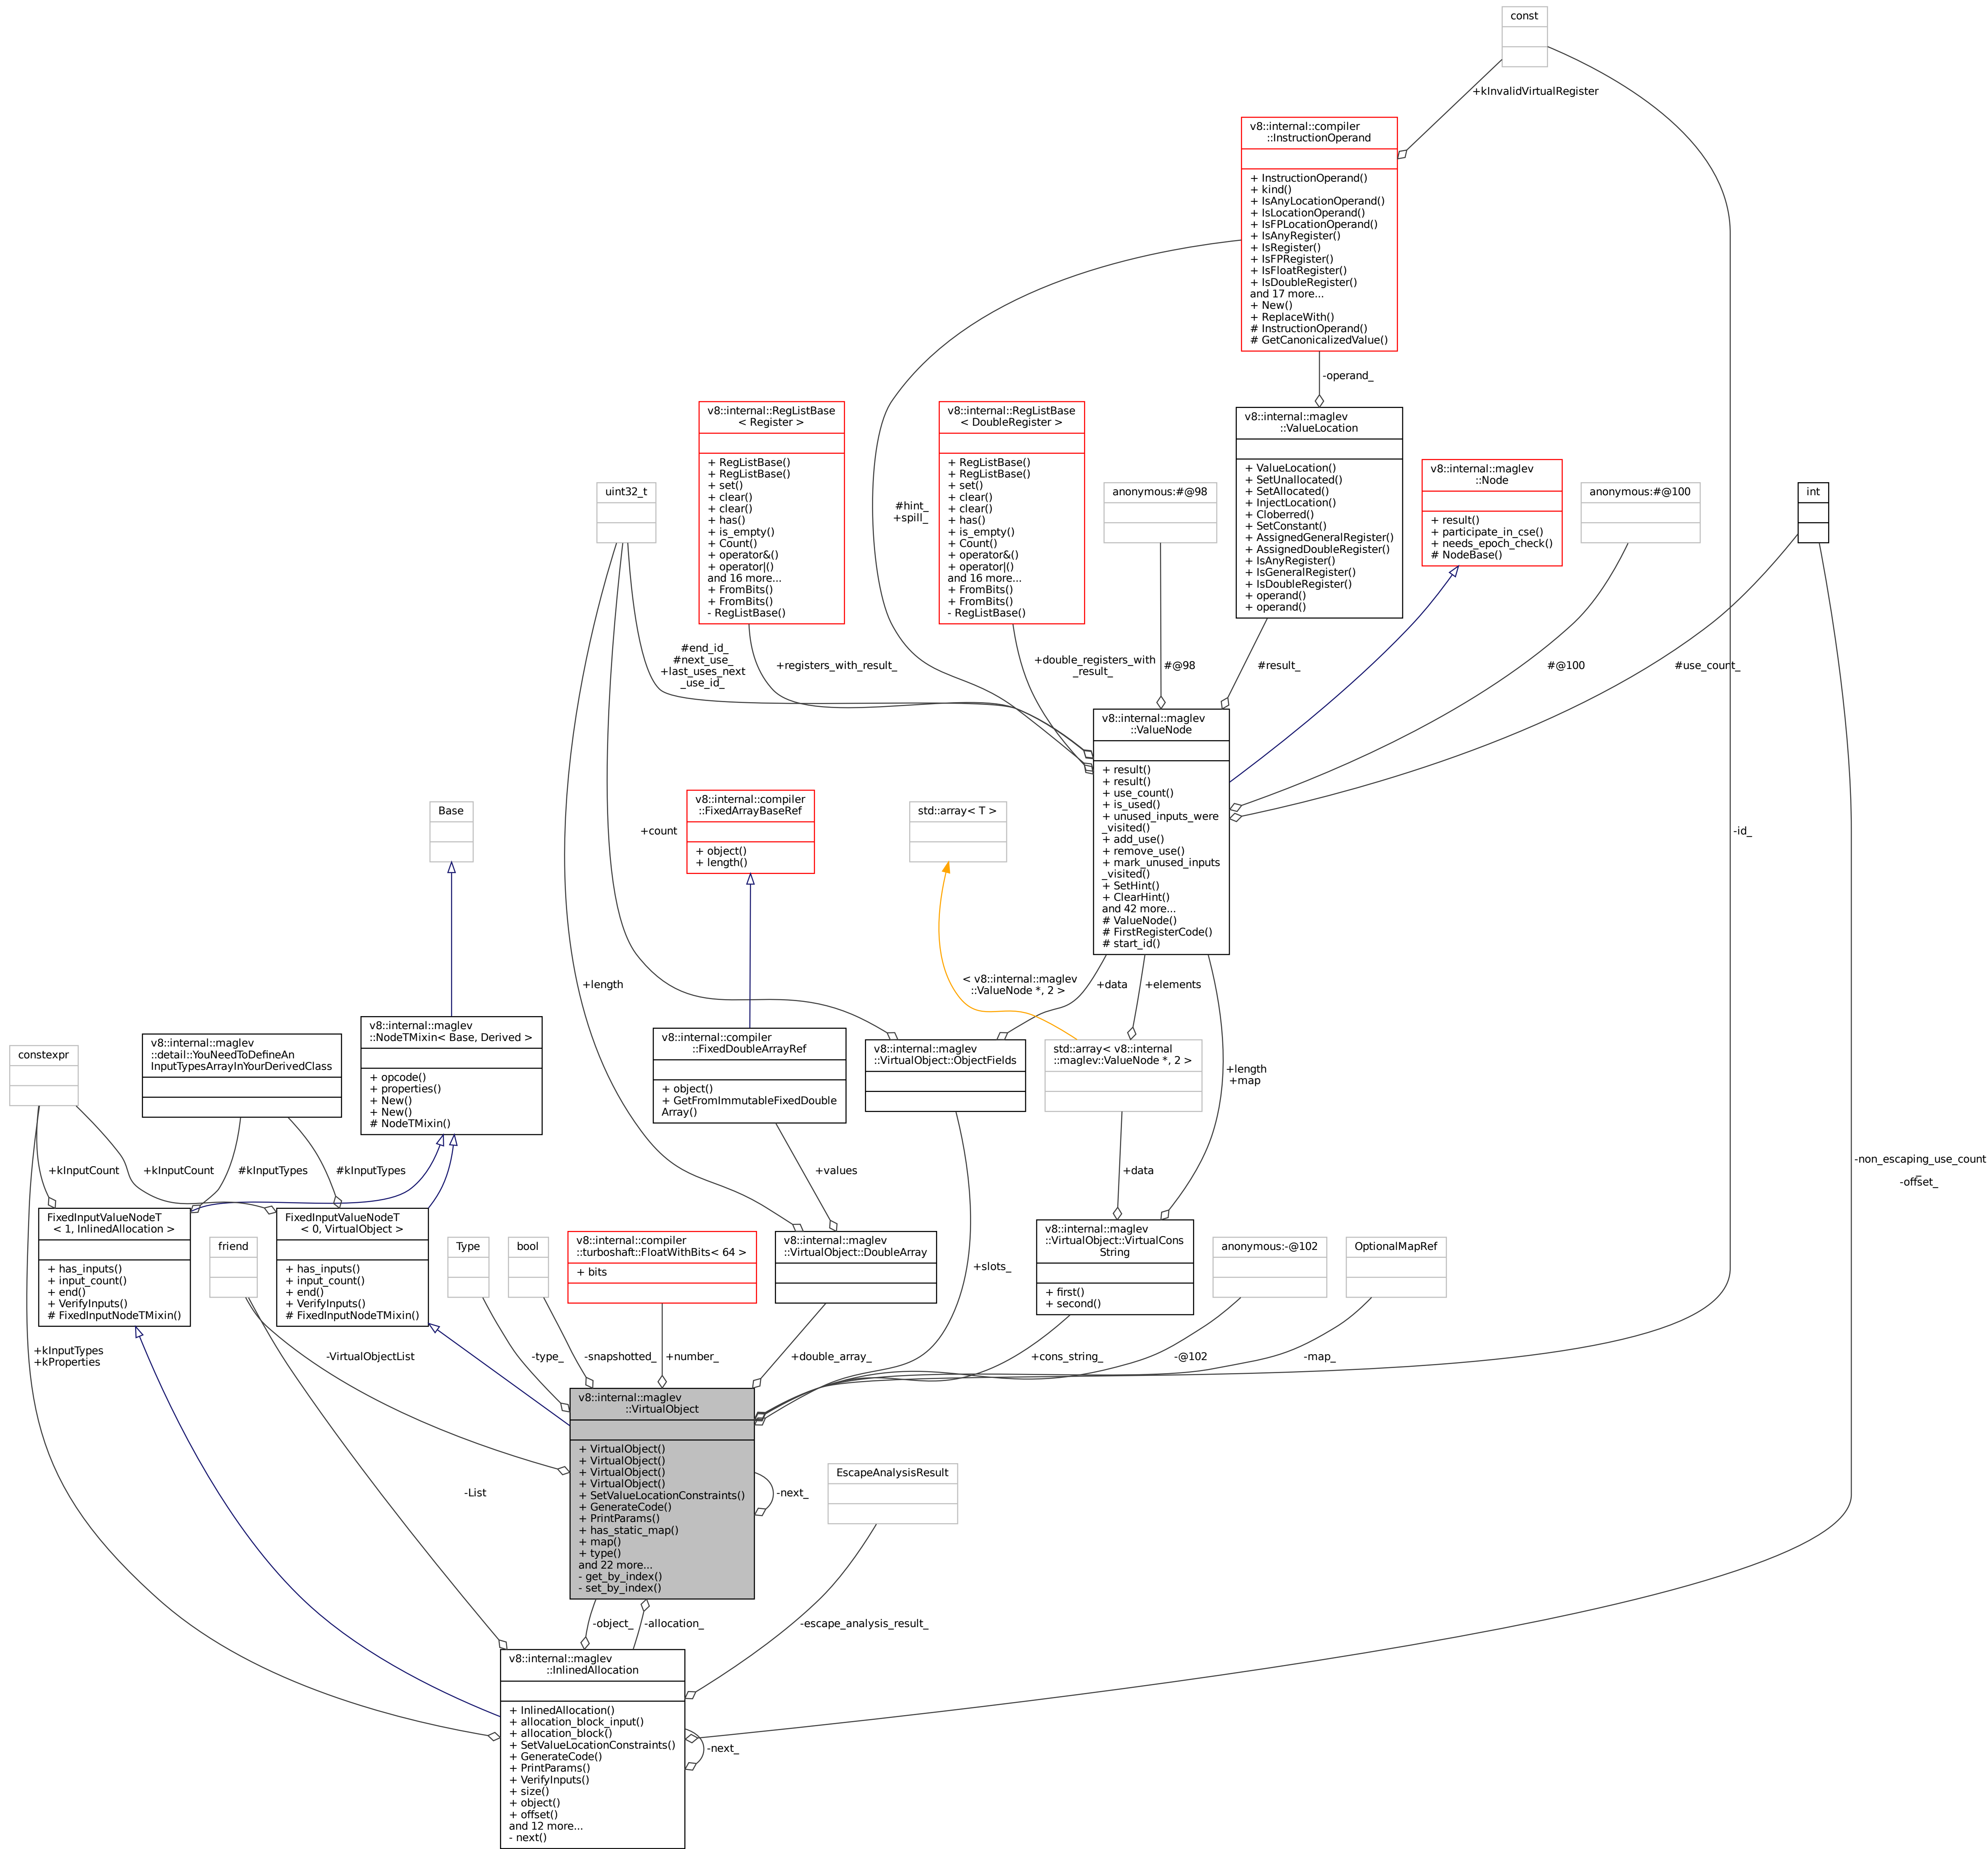 const
+kInvalidVirtualRegister
v8::internal::compiler
::InstructionOperand
+ InstructionOperand()
+ kind()
+ IsAnyLocationOperand()
+ IsLocationOperand()
+ IsFPLocationOperand()
+ IsAnyRegister()
+ IsRegister()
+ IsFPRegister()
+ IsFloatRegister()
+ IsDoubleRegister()
and 17 more...
+ New()
+ ReplaceWith()
# InstructionOperand()
# GetCanonicalizedValue()
-operand_
v8::internal::RegListBase
< Register >
+ RegListBase()
+ RegListBase()
+ set()
+ clear()
+ clear()
+ has()
+ is_empty()
+ Count()
+ operator&()
+ operator|()
and 16 more...
+ FromBits()
+ FromBits()
- RegListBase()
v8::internal::RegListBase
< DoubleRegister >
+ RegListBase()
+ RegListBase()
+ set()
+ clear()
+ clear()
+ has()
+ is_empty()
+ Count()
+ operator&()
+ operator|()
and 16 more...
+ FromBits()
+ FromBits()
- RegListBase()
v8::internal::maglev
::ValueLocation
+ ValueLocation()
+ SetUnallocated()
+ SetAllocated()
+ InjectLocation()
+ Cloberred()
+ SetConstant()
+ AssignedGeneralRegister()
+ AssignedDoubleRegister()
+ IsAnyRegister()
+ IsGeneralRegister()
+ IsDoubleRegister()
+ operand()
+ operand()
v8::internal::maglev
::Node
+ result()
+ participate_in_cse()
+ needs_epoch_check()
# NodeBase()
uint32_t
anonymous:#@98
anonymous:#@100
int
#hint_
+spill_
#end_id_
#next_use_
+last_uses_next
_use_id_
+registers_with_result_
+double_registers_with
_result_
#@98
#result_
#@100
#use_count_
v8::internal::maglev
::ValueNode
+ result()
+ result()
+ use_count()
+ is_used()
+ unused_inputs_were
_visited()
+ add_use()
+ remove_use()
+ mark_unused_inputs
_visited()
+ SetHint()
+ ClearHint()
and 42 more...
# ValueNode()
# FirstRegisterCode()
# start_id()
Base
+count
v8::internal::compiler
::FixedArrayBaseRef
+ object()
+ length()
std::array< T >
-id_
+length
< v8::internal::maglev
::ValueNode *, 2 >
+data
+elements
constexpr
v8::internal::maglev
::detail::YouNeedToDefineAn
InputTypesArrayInYourDerivedClass
v8::internal::maglev
::NodeTMixin< Base, Derived >
+ opcode()
+ properties()
+ New()
+ New()
# NodeTMixin()
v8::internal::compiler
::FixedDoubleArrayRef
+ object()
+ GetFromImmutableFixedDouble
Array()
v8::internal::maglev
::VirtualObject::ObjectFields
std::array< v8::internal
::maglev::ValueNode *, 2 >
+length
+map
+kInputCount
+kInputCount
#kInputTypes
#kInputTypes
+values
+data
-non_escaping_use_count
_
-offset_
FixedInputValueNodeT
< 1, InlinedAllocation >
+ has_inputs()
+ input_count()
+ end()
+ VerifyInputs()
# FixedInputNodeTMixin()
friend
FixedInputValueNodeT
< 0, VirtualObject >
+ has_inputs()
+ input_count()
+ end()
+ VerifyInputs()
# FixedInputNodeTMixin()
Type
bool
v8::internal::compiler
::turboshaft::FloatWithBits< 64 >
+ bits
v8::internal::maglev
::VirtualObject::DoubleArray
+slots_
v8::internal::maglev
::VirtualObject::VirtualCons
String
+ first()
+ second()
anonymous:-@102
OptionalMapRef
+kInputTypes
+kProperties
-VirtualObjectList
-type_
-snapshotted_
+number_
+double_array_
+cons_string_
-@102
-map_
v8::internal::maglev
::VirtualObject
+ VirtualObject()
+ VirtualObject()
+ VirtualObject()
+ VirtualObject()
+ SetValueLocationConstraints()
+ GenerateCode()
+ PrintParams()
+ has_static_map()
+ map()
+ type()
and 22 more...
- get_by_index()
- set_by_index()
-next_
EscapeAnalysisResult
-List
-object_
-allocation_
-escape_analysis_result_
v8::internal::maglev
::InlinedAllocation
+ InlinedAllocation()
+ allocation_block_input()
+ allocation_block()
+ SetValueLocationConstraints()
+ GenerateCode()
+ PrintParams()
+ VerifyInputs()
+ size()
+ object()
+ offset()
and 12 more...
- next()
-next_